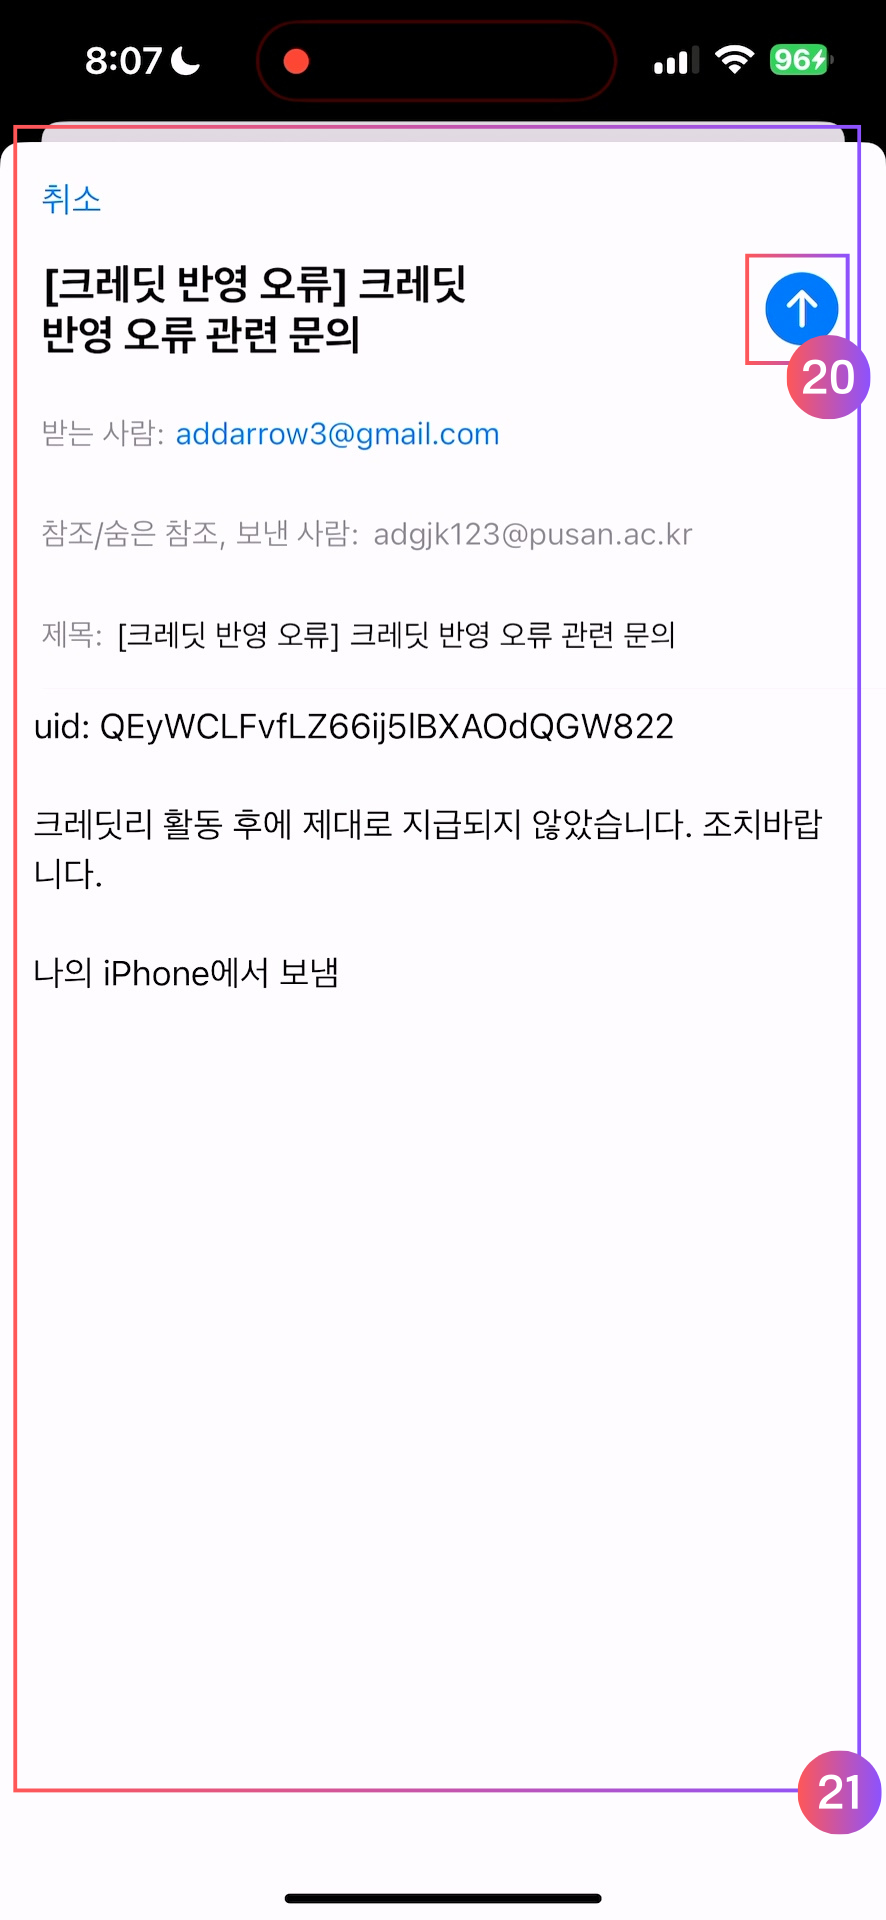 8:07
96
취소
[크레딧 반영 오류] 크레딧
반영 오류 관련 문의
20
받는 사람: addarrow3@gmail.com
참조/숨은 참조, 보낸 사람: adgjk123@pusan.ac.kr
제목: [크레딧 반영 오류] 크레딧 반영 오류 관련 문의
uid: QEyWCLFvfLZ66ij5lBXAOdQGW822
크레딧리 활동 후에 제대로 지급되지 않았습니다. 조치바랍
니다.
나의 iPhone에서 보냄
21